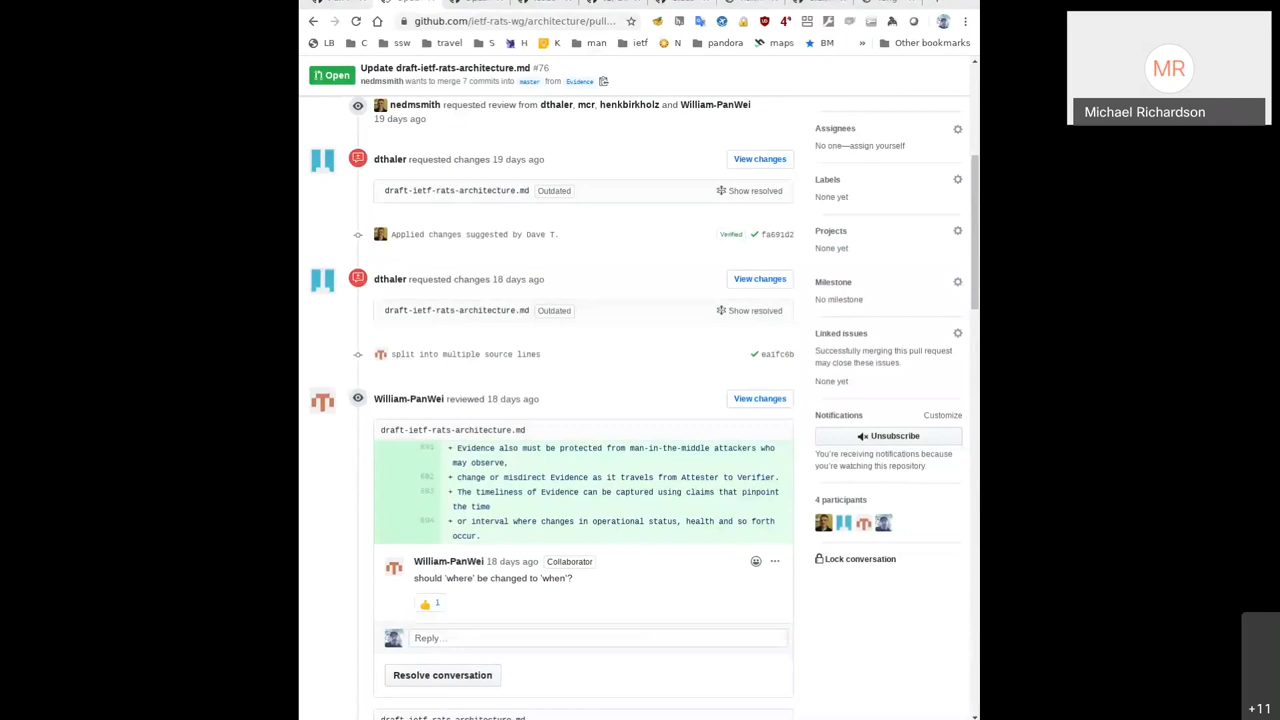 github.com/ietf-rats-wg/architecture/pull...
LB
C
ssw
travel
S
H
K
man
ietf
N
pandora
maps
BM
»
Other bookmarks
Open
Update draft-ietf-rats-architecture.md #76
nedmsmith wants to merge 7 commits into master from Evidence
nedmsmith requested review from dthaler, mcr, henkbirkholz and William-PanWei
19 days ago
dthaler requested changes 19 days ago
View changes
draft-ietf-rats-architecture.md Outdated
Show resolved
Applied changes suggested by Dave T.
Verified
fa691d2
dthaler requested changes 18 days ago
View changes
draft-ietf-rats-architecture.md Outdated
Show resolved
split into multiple source lines
ea1fc6b
William-PanWei reviewed 18 days ago
View changes
draft-ietf-rats-architecture.md
+ Evidence also must be protected from man-in-the-middle attackers who
may observe,
602 + change or misdirect Evidence as it travels from Attester to Verifier.
603 + The timeliness of Evidence can be captured using claims that pinpoint
the time
604 + or interval where changes in operational status, health and so forth
occur.
William-PanWei 18 days ago Collaborator
should 'where' be changed to 'when'?
1
Reply...
Resolve conversation
Assignees
No one—assign yourself
Labels
None yet
Projects
None yet
Milestone
No milestone
Linked issues
Successfully merging this pull request
may close these issues.
None yet
Notifications
Customize
Unsubscribe
You're receiving notifications because
you're watching this repository.
4 participants
Lock conversation
MR
Michael Richardson
+11